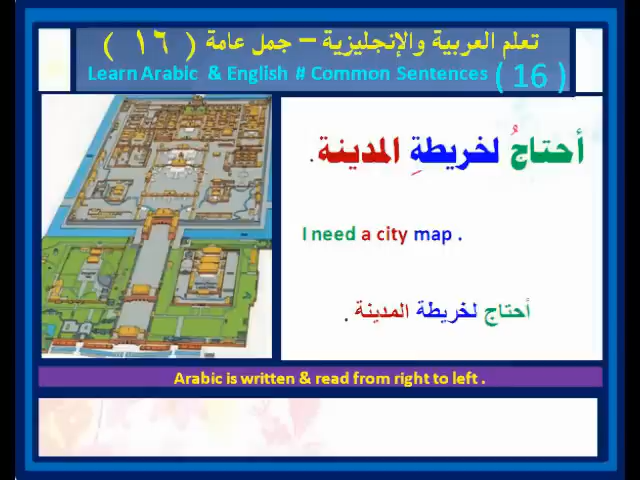 تعلم العربية والإنجليزية – جمل عامة ( ١٦ )
Learn Arabic & English # Common Sentences ( 16 )
أحتاجُ لخريطةِ المدينة .
I need a city map .
أحتاج لخريطة المدينة .
Arabic is written & read from right to left .